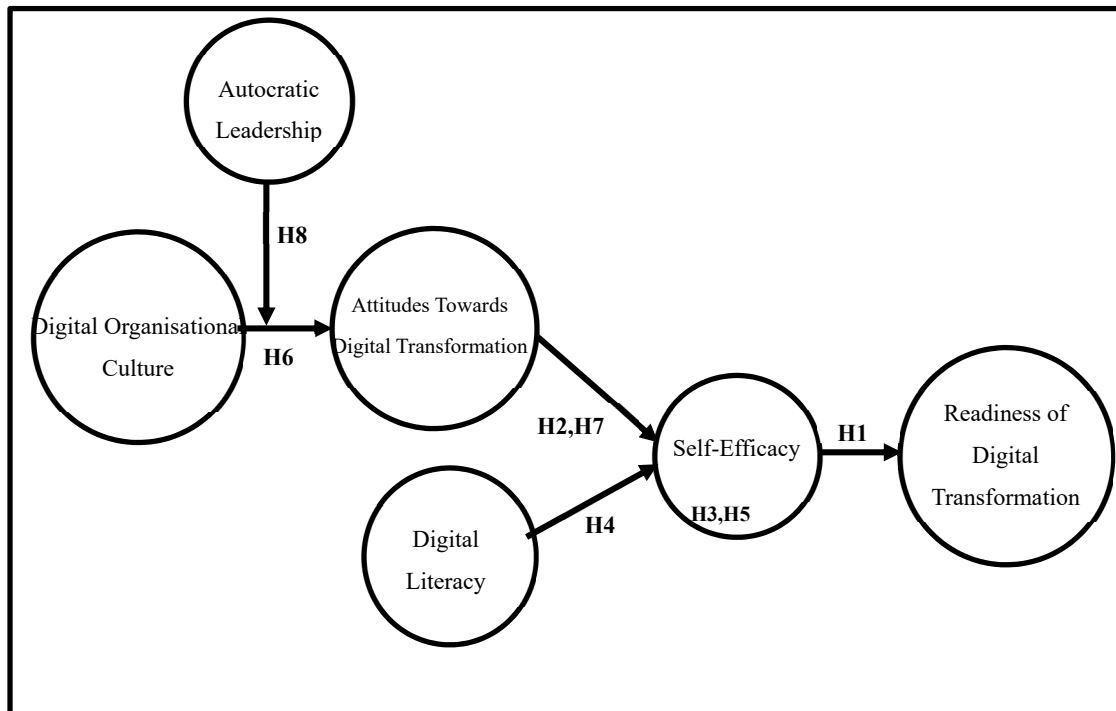 Autocratic
Leadership
H8
Digital Organisational
Culture
H6
Attitudes Towards
Digital Transformation
H2,H7
Digital
Literacy
H4
Self-Efficacy
H3,H5
H1
Readiness of
Digital
Transformation